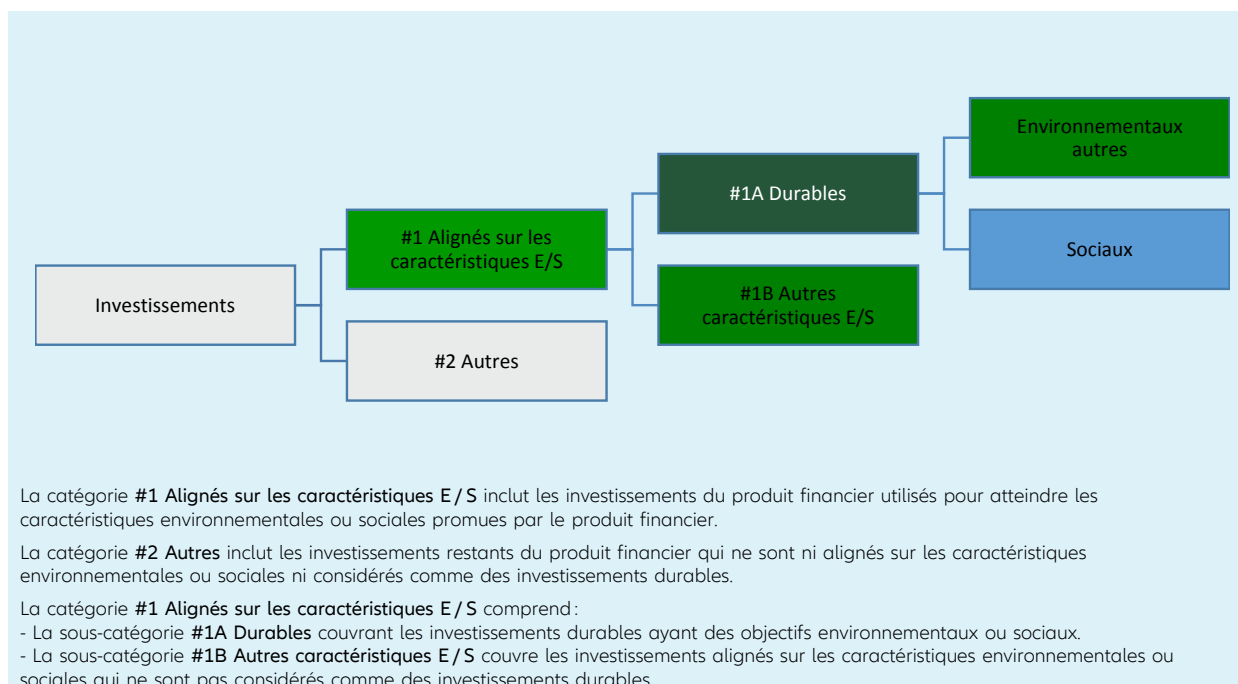 Environnementaux
autres
#1A Durables
#1 Alignés sur les
caractéristiques E/S
Sociaux
Investissements
#1B Autres
caractéristiques E/S
#2 Autres
La catégorie #1 Alignés sur les caractéristiques E/S inclut les investissements du produit financier utilisés pour atteindre les
caractéristiques environnementales ou sociales promues par le produit financier.
La catégorie #2 Autres inclut les investissements restants du produit financier qui ne sont ni alignés sur les caractéristiques
environnementales ou sociales ni considérés comme des investissements durables.
La catégorie #1 Alignés sur les caractéristiques E/S comprend :
- La sous-catégorie #1A Durables couvrant les investissements durables ayant des objectifs environnementaux ou sociaux.
- La sous-catégorie #1B Autres caractéristiques E/S couvre les investissements alignés sur les caractéristiques environnementales ou
sociales qui ne sont pas considérés comme des investissements durables.